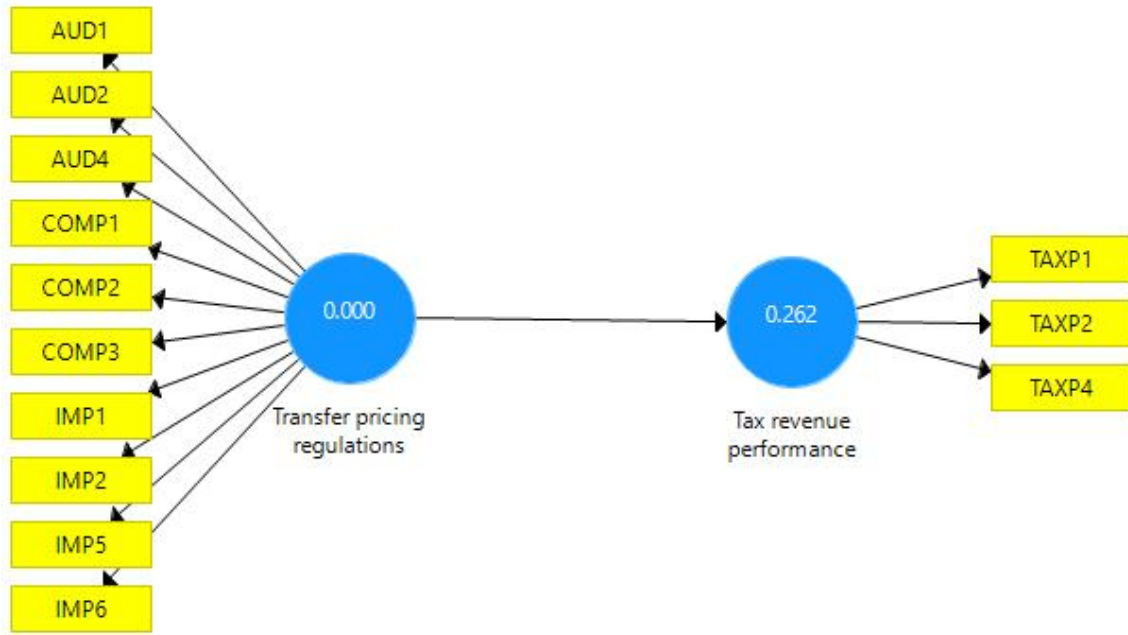 AUD1
AUD2
AUD4
COMP1
COMP2
COMP3
IMP1
IMP2
IMP5
IMP6
0.000
Transfer pricing
regulations
0.262
Tax revenue
performance
TAXP1
TAXP2
TAXP4